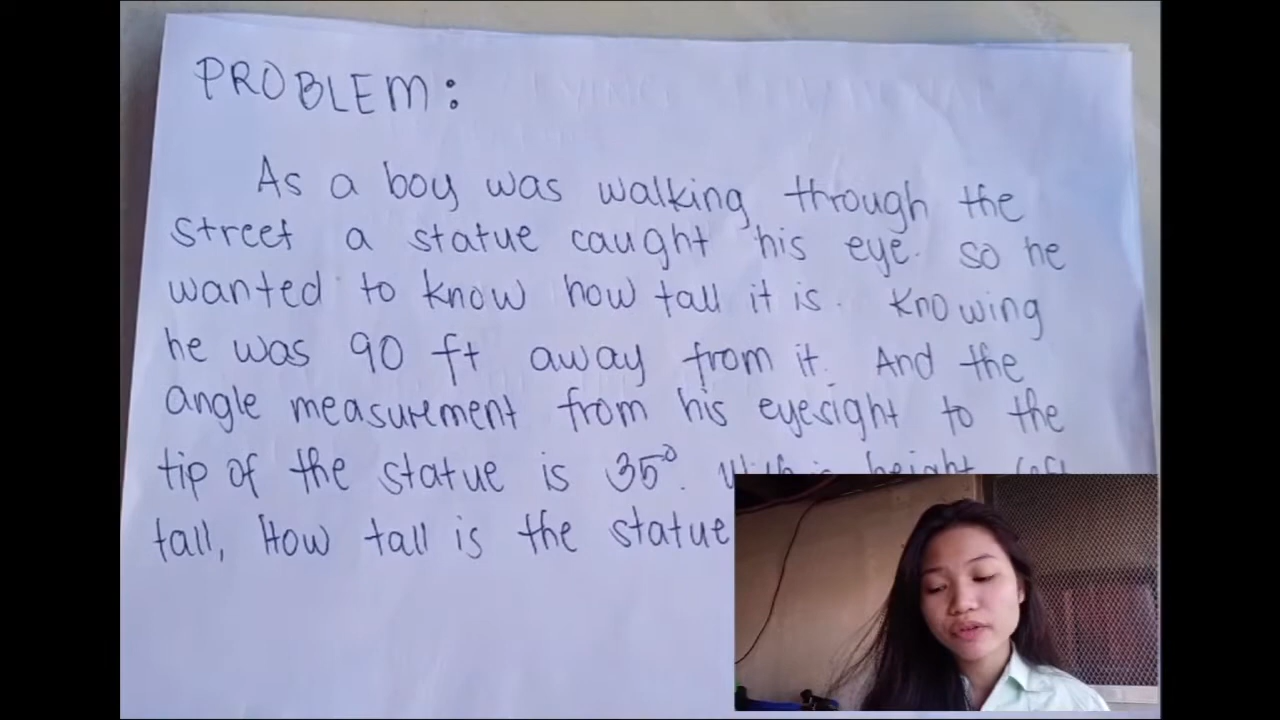 PROBLEM:
As a boy was walking through the
street a statue caught his eye. so he
wanted to know how tall it is. Knowing
he was 90 ft away from it. And the
angle measurement from his eyesight to the
tip of the statue is 35°. height
tall, How tall is the statue